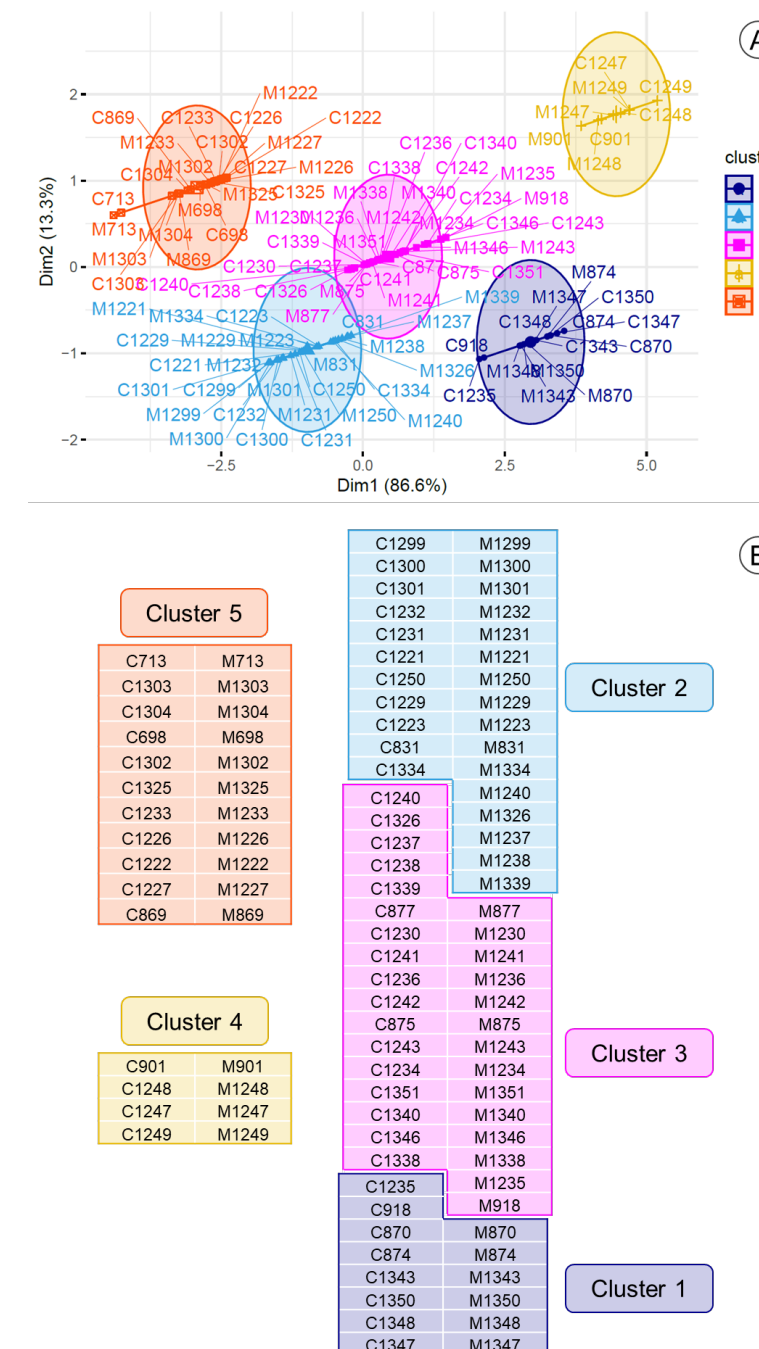 C1247
M1249 C1249
M1247 C1248
M901 C901
M1248
M1222
C869 C1233 C1226 C1222
M1233 C1302 M1227
C1304 M1302 C1227 M1226
M1325 C1325
C713 M698
M713 M1304 C698
M1303 M869
C1303
C1236 C1340
C1338 C1242 M1235
M1338 M1340 C1234 M918
M1230 M1236 M1242 M1234 C1346 C1243
C1339 M1351 M1346 M1243
C1230 C1237 C877 C875 C1351
C1240 C1238 C1326 M875 C1241
M1241
M877
M1221 M1334 C1223 C831 M1339 M1237
C1229 M1229 M1223 M1238
C1221 M1232 M831 M1326
C1301 C1299 M1301 C1250 C1334
M1299 C1232 M1231 M1250 M1240
M1300 C1300 C1231
M874
M1347 C1350
C1348 C874 C1347
C918 C1343 C870
M1348 M1350
C1235 M1343 M870
2
1
0
−1
−2
Dim2 (13.3%)
−2.5 0.0 2.5 5.0
Dim1 (86.6%)
A
clust
B
Cluster 5
C713 M713
C1303 M1303
C1304 M1304
C698 M698
C1302 M1302
C1325 M1325
C1233 M1233
C1226 M1226
C1222 M1222
C1227 M1227
C869 M869
Cluster 4
C901 M901
C1248 M1248
C1247 M1247
C1249 M1249
C1299 M1299
C1300 M1300
C1301 M1301
C1232 M1232
C1231 M1231
C1221 M1221
C1250 M1250
C1229 M1229
C1223 M1223
C831 M831
C1334 M1334
M1240
M1326
M1237
M1238
M1339
Cluster 2
C1240
C1326
C1237
C1238
C1339
C877 M877
C1230 M1230
C1241 M1241
C1236 M1236
C1242 M1242
C875 M875
C1243 M1243
C1234 M1234
C1351 M1351
C1340 M1340
C1346 M1346
C1338 M1338
M1235
M918
Cluster 3
C1235
C918
C870 M870
C874 M874
C1343 M1343
C1350 M1350
C1348 M1348
C1347 M1347
Cluster 1